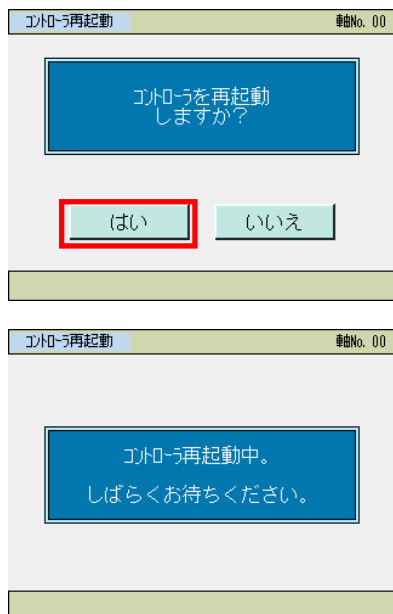 コントローラ再起動 軸No. 00
コントローラを再起動
しますか？
はい いいえ
コントローラ再起動 軸No. 00
コントローラ再起動中。
しばらくお待ちください。